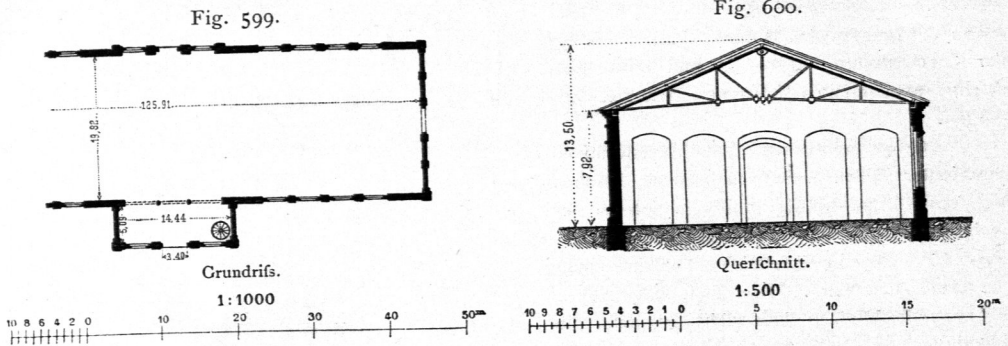 Fig. 599.
125.91.
19,82.
14.44
5,09
3.40
Grundriſs.
1:1000
10 8 6 4 2 0 10 20 30 40 50m
Fig. 600.
13,50.
7,92.
Querſchnitt.
1:500
10 9 8 7 6 5 4 3 2 1 0 5 10 15 20m